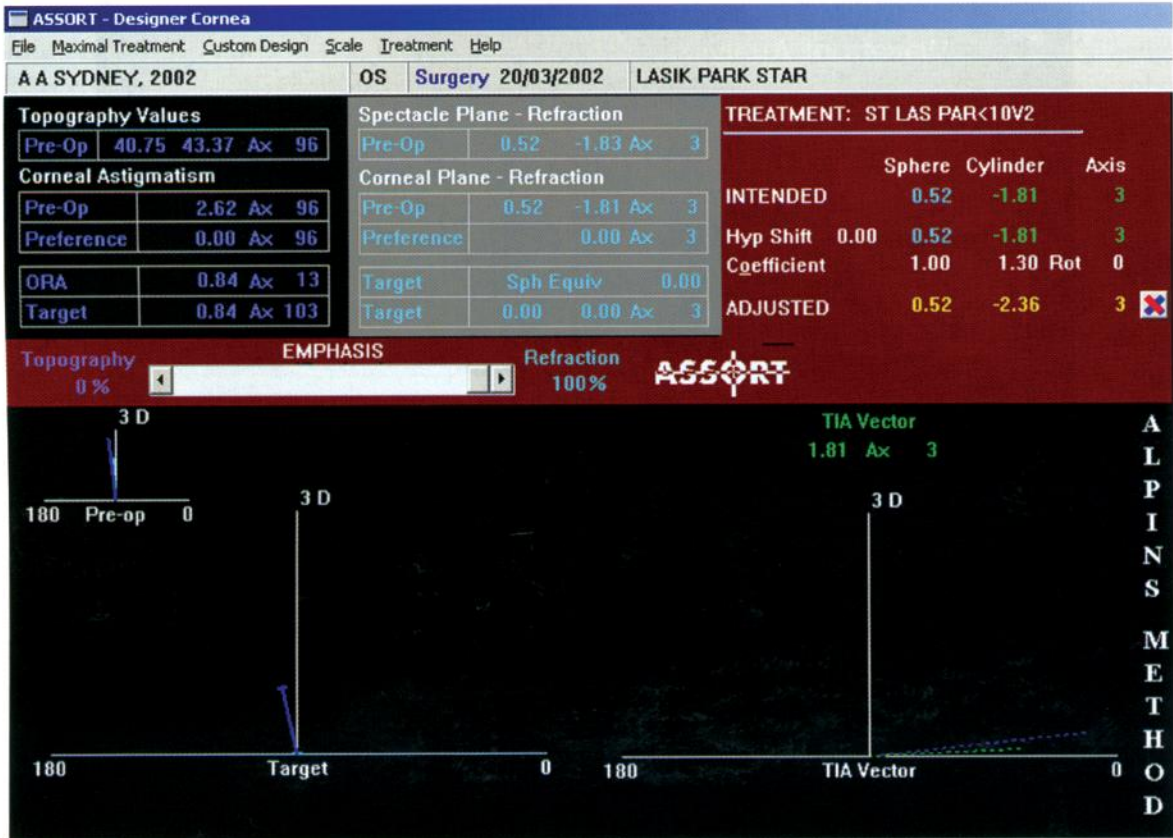 ASSORT - Designer Cornea
File Maximal Treatment Custom Design Scale Treatment Help
A A SYDNEY, 2002 OS Surgery 20/03/2002 LASIK PARK STAR
Topography Values
Pre-Op 40.75 43.37 Ax 96
Corneal Astigmatism
Pre-Op 2.62 Ax 96
Preference 0.00 Ax 96
ORA 0.84 Ax 13
Target 0.84 Ax 103
Spectacle Plane - Refraction
Pre-Op 0.52 -1.83 Ax 3
Corneal Plane - Refraction
Pre-Op 0.52 -1.81 Ax 3
Preference 0.00 Ax 3
Target Sph Equiv 0.00
Target 0.00 0.00 Ax 3
TREATMENT: ST LAS PAR<10V2
Sphere Cylinder Axis
INTENDED 0.52 -1.81 3
Hyp Shift 0.00 0.52 -1.81 3
Coefficient 1.00 1.30 Rot 0
ADJUSTED 0.52 -2.36 3
Topography
0 %
EMPHASIS
Refraction
100%
ASSORT
3 D
180 Pre-op 0
3 D
180 Target 0
TIA Vector
1.81 Ax 3
3 D
180 TIA Vector 0
ALPINS METHOD